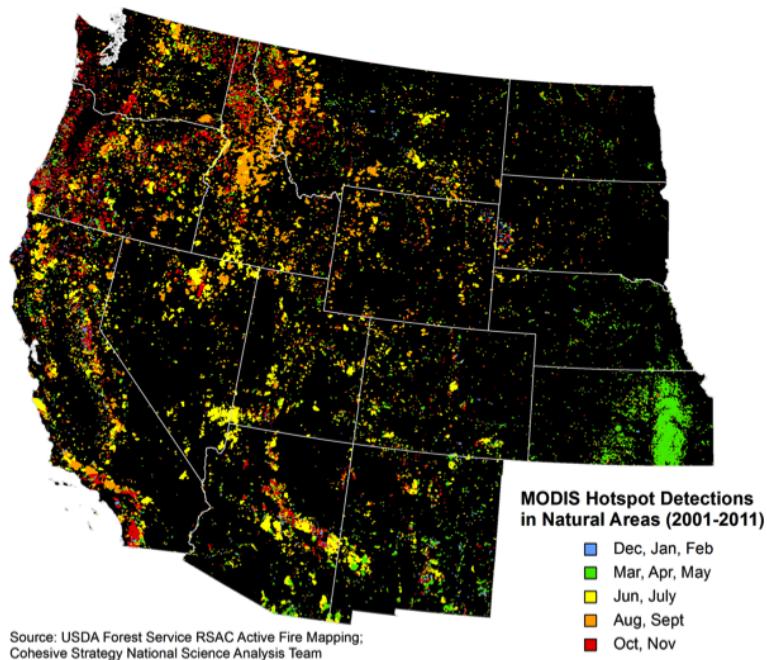 MODIS Hotspot Detections
in Natural Areas (2001-2011)
Dec, Jan, Feb
Mar, Apr, May
Jun, July
Aug, Sept
Oct, Nov
Source: USDA Forest Service RSAC Active Fire Mapping;
Cohesive Strategy National Science Analysis Team